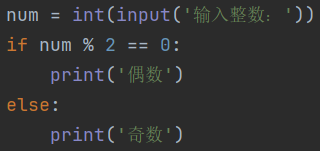 num = int(input('输入整数：'))
if num % 2 == 0:
    print('偶数')
else:
    print('奇数')